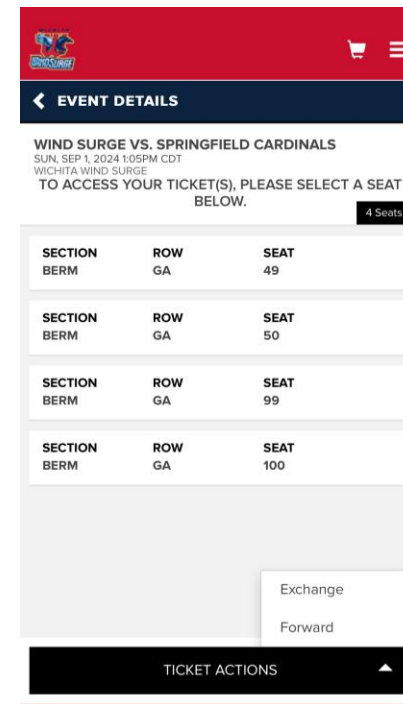 WIND SURGE
EVENT DETAILS
WIND SURGE VS. SPRINGFIELD CARDINALS
SUN, SEP 1, 2024 1:05PM CDT
WICHITA WIND SURGE
TO ACCESS YOUR TICKET(S), PLEASE SELECT A SEAT
BELOW.
4 Seats
SECTION ROW SEAT
BERM GA 49
SECTION ROW SEAT
BERM GA 50
SECTION ROW SEAT
BERM GA 99
SECTION ROW SEAT
BERM GA 100
Exchange
Forward
TICKET ACTIONS